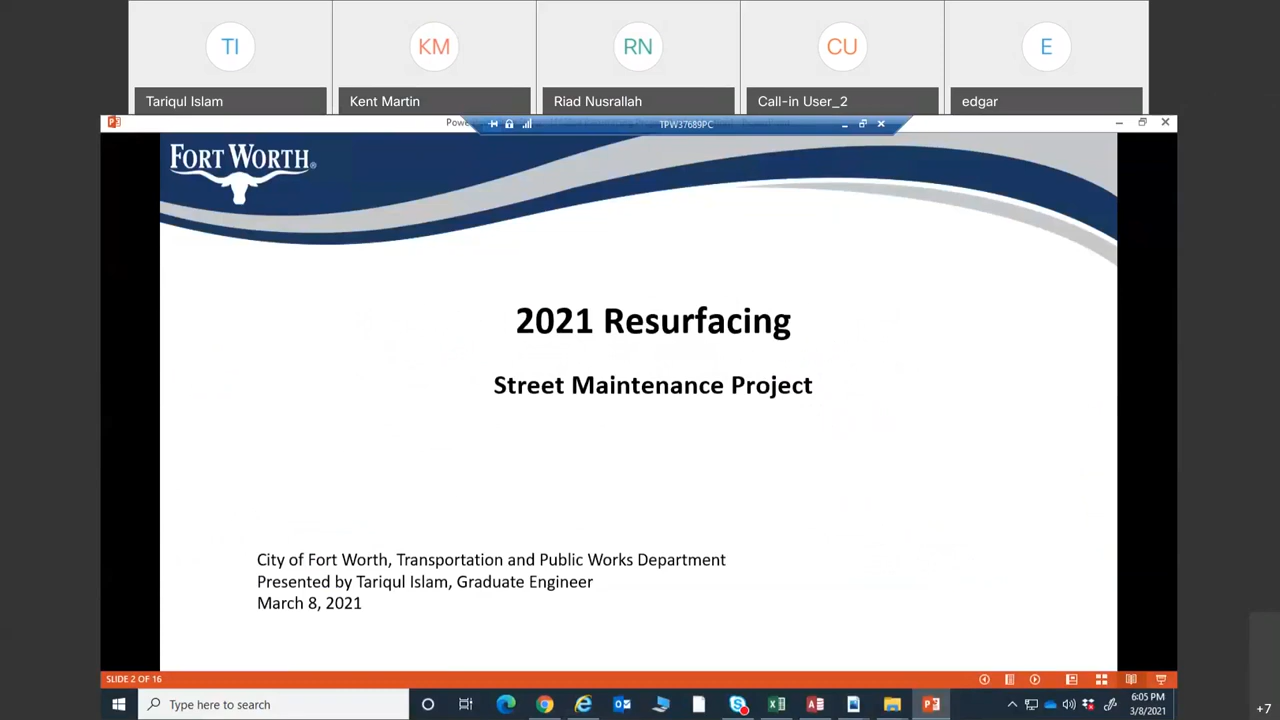 TI
KM
RN
CU
E
Tariqul Islam
Kent Martin
Riad Nusrallah
Call-in User_2
edgar
TPW37689PC
FORT WORTH®
2021 Resurfacing
Street Maintenance Project
City of Fort Worth, Transportation and Public Works Department
Presented by Tariqul Islam, Graduate Engineer
March 8, 2021
SLIDE 2 OF 16
Type here to search
6:05 PM
3/8/2021
+7